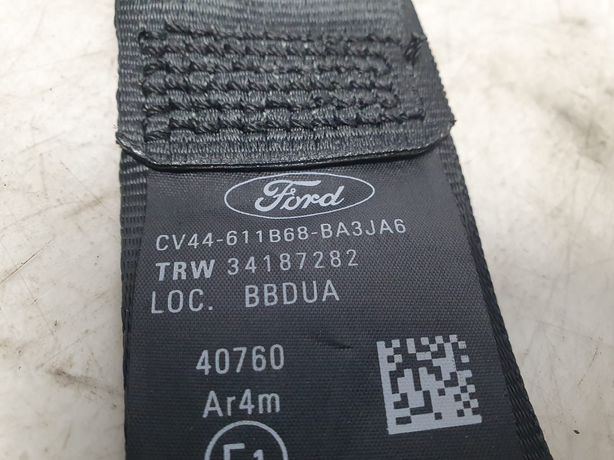 Ford
CV44-611B68-BA3JA6
TRW 34187282
LOC. BBDUA
40760
Ar4m
E1